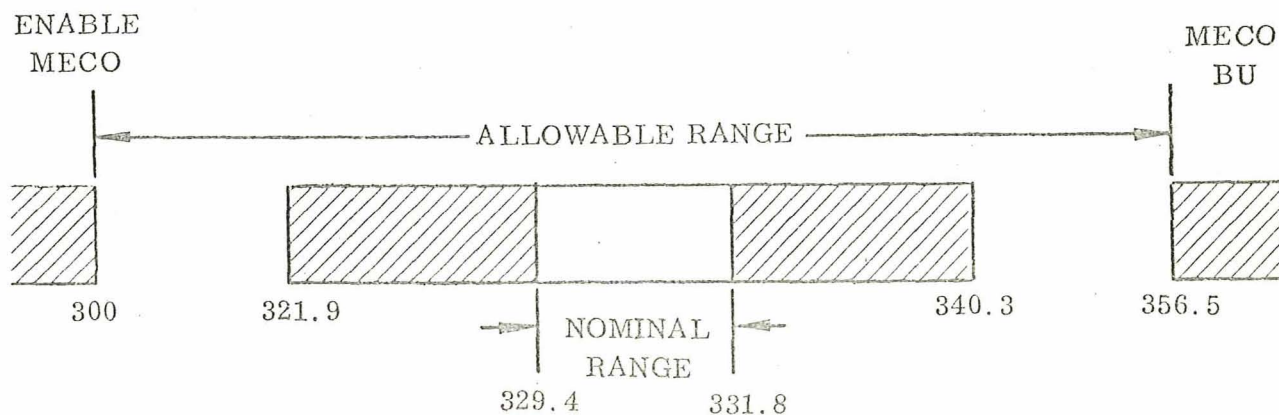 ENABLE
MECO
MECO
BU
ALLOWABLE RANGE
300
321.9
340.3
356.5
NOMINAL
RANGE
329.4
331.8